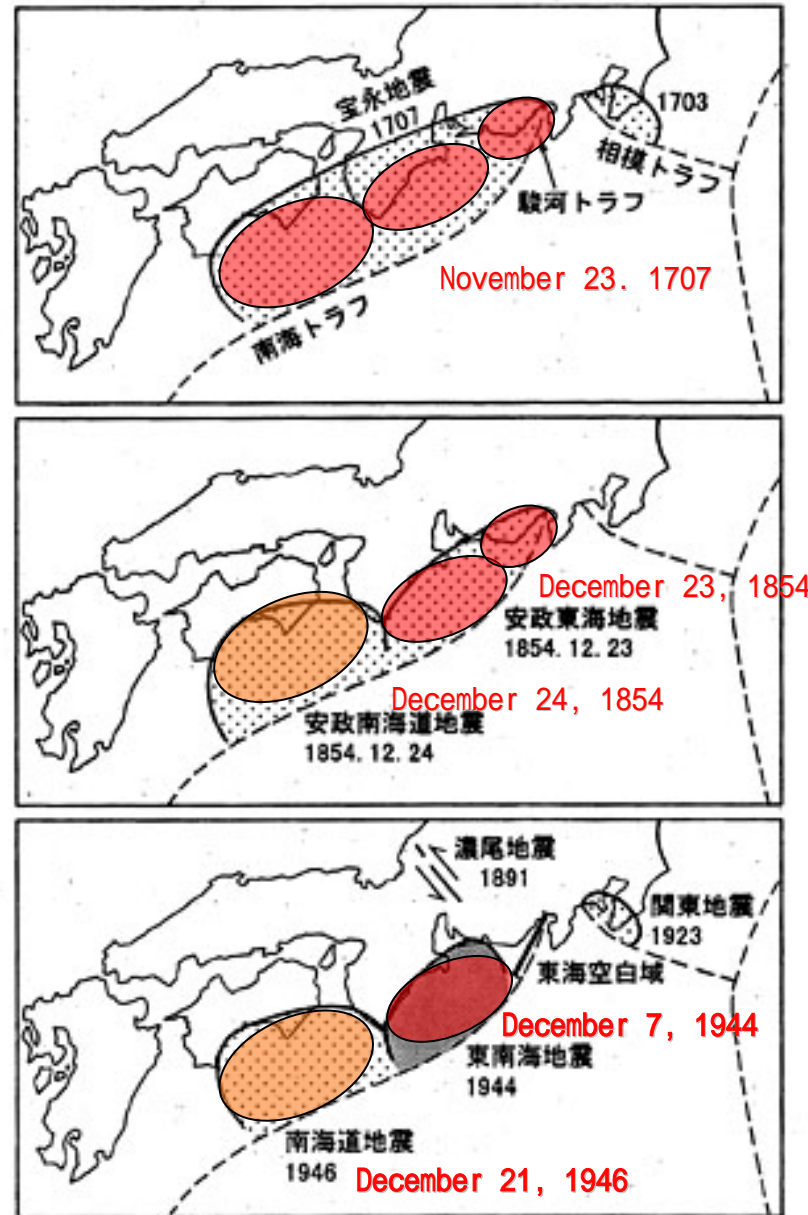 宝永地震
1707
1703
相模トラフ
駿河トラフ
November 23. 1707
南海トラフ
December 23, 1854
安政東海地震
1854.12.23
December 24, 1854
安政南海道地震
1854.12.24
濃尾地震
1891
関東地震
1923
東海空白域
December 7, 1944
東南海地震
1944
南海道地震
1946
December 21, 1946